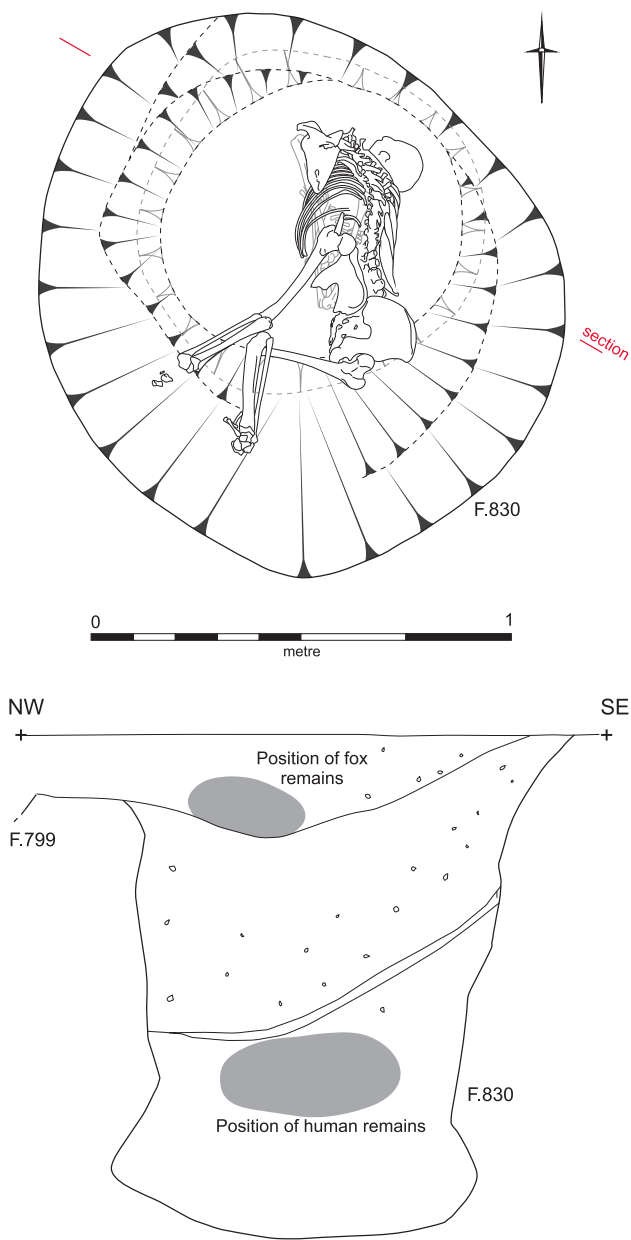 section
F.830
0 1
metre
NW SE
Position of fox
remains
F.799
F.830
Position of human remains